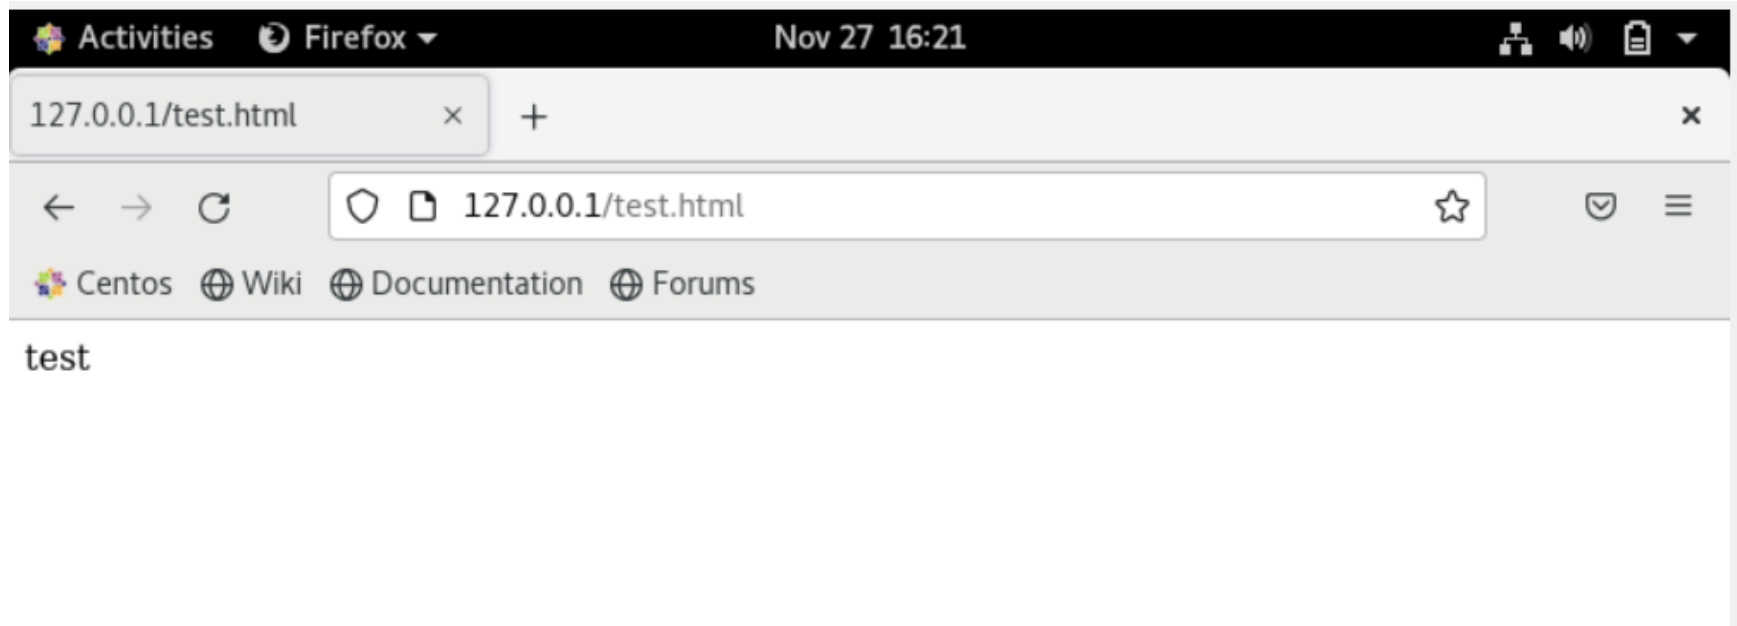 Activities Firefox Nov 27 16:21
127.0.0.1/test.html
127.0.0.1/test.html
Centos Wiki Documentation Forums
test